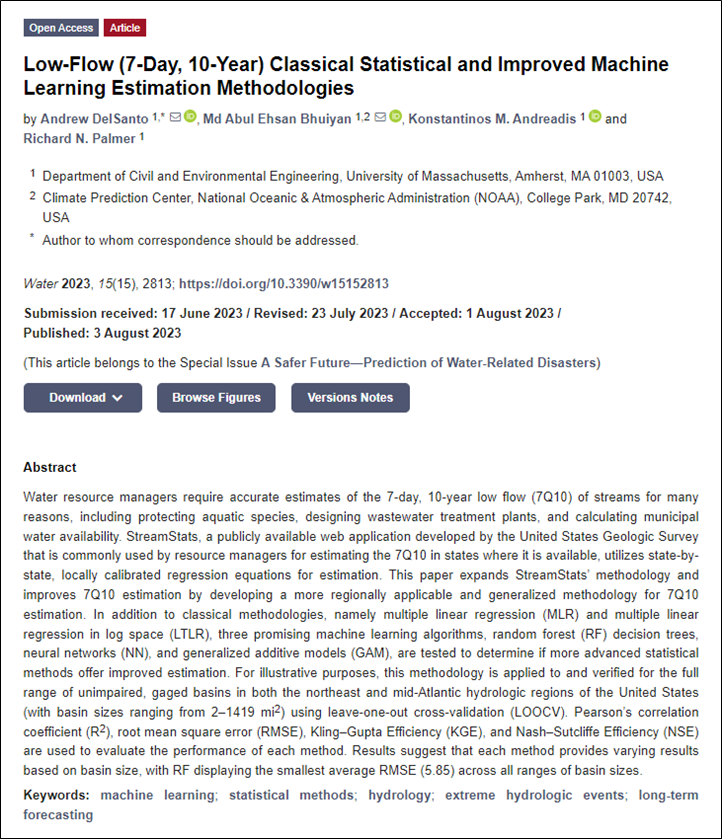 Open Access Article
Low-Flow (7-Day, 10-Year) Classical Statistical and Improved Machine
Learning Estimation Methodologies
by Andrew DelSanto 1,* , Md Abul Ehsan Bhuiyan 1,2 , Konstantinos M. Andreadis 1 and
Richard N. Palmer 1
1 Department of Civil and Environmental Engineering, University of Massachusetts, Amherst, MA 01003, USA
2 Climate Prediction Center, National Oceanic & Atmospheric Administration (NOAA), College Park, MD 20742,
USA
* Author to whom correspondence should be addressed.
Water 2023, 15(15), 2813; https://doi.org/10.3390/w15152813
Submission received: 17 June 2023 / Revised: 23 July 2023 / Accepted: 1 August 2023 /
Published: 3 August 2023
(This article belongs to the Special Issue A Safer Future—Prediction of Water-Related Disasters)
Download Browse Figures Versions Notes
Abstract
Water resource managers require accurate estimates of the 7-day, 10-year low flow (7Q10) of streams for many
reasons, including protecting aquatic species, designing wastewater treatment plants, and calculating municipal
water availability. StreamStats, a publicly available web application developed by the United States Geologic Survey
that is commonly used by resource managers for estimating the 7Q10 in states where it is available, utilizes state-by-
state, locally calibrated regression equations for estimation. This paper expands StreamStats’ methodology and
improves 7Q10 estimation by developing a more regionally applicable and generalized methodology for 7Q10
estimation. In addition to classical methodologies, namely multiple linear regression (MLR) and multiple linear
regression in log space (LTLR), three promising machine learning algorithms, random forest (RF) decision trees,
neural networks (NN), and generalized additive models (GAM), are tested to determine if more advanced statistical
methods offer improved estimation. For illustrative purposes, this methodology is applied to and verified for the full
range of unimpaired, gaged basins in both the northeast and mid-Atlantic hydrologic regions of the United States
(with basin sizes ranging from 2–1419 mi2) using leave-one-out cross-validation (LOOCV). Pearson’s correlation
coefficient (R2), root mean square error (RMSE), Kling–Gupta Efficiency (KGE), and Nash–Sutcliffe Efficiency (NSE)
are used to evaluate the performance of each method. Results suggest that each method provides varying results
based on basin size, with RF displaying the smallest average RMSE (5.85) across all ranges of basin sizes.
Keywords: machine learning; statistical methods; hydrology; extreme hydrologic events; long-term
forecasting